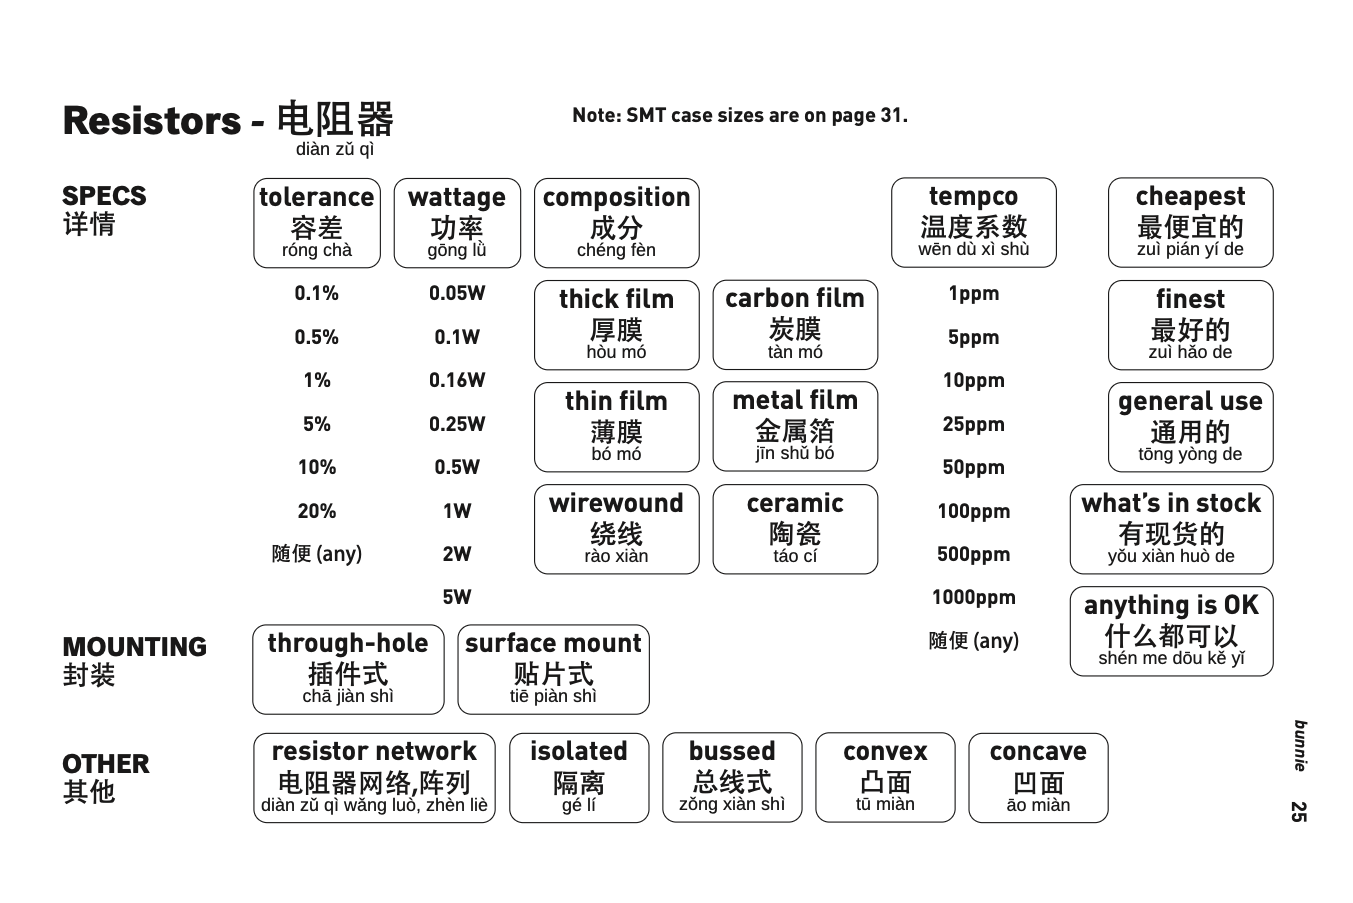 Resistors - 电阻器
diàn zǔ qì
Note: SMT case sizes are on page 31.
SPECS
详情
tolerance
容差
róng chà
0.1%
0.5%
1%
5%
10%
20%
随便 (any)
wattage
功率
gōng lǜ
0.05W
0.1W
0.16W
0.25W
0.5W
1W
2W
5W
composition
成分
chéng fèn
thick film
厚膜
hòu mó
carbon film
炭膜
tàn mó
thin film
薄膜
bó mó
metal film
金属箔
jīn shǔ bó
wirewound
绕线
rào xiàn
ceramic
陶瓷
táo cí
tempco
温度系数
wēn dù xì shù
1ppm
5ppm
10ppm
25ppm
50ppm
100ppm
500ppm
1000ppm
随便 (any)
cheapest
最便宜的
zuì pián yí de
finest
最好的
zuì hǎo de
general use
通用的
tōng yòng de
what’s in stock
有现货的
yǒu xiàn huò de
anything is OK
什么都可以
shén me dōu kě yǐ
MOUNTING
封装
through-hole
插件式
chā jiàn shì
surface mount
贴片式
tiē piàn shì
OTHER
其他
resistor network
电阻器网络,阵列
diàn zǔ qì wǎng luò, zhèn liè
isolated
隔离
gé lí
bussed
总线式
zǒng xiàn shì
convex
凸面
tū miàn
concave
凹面
āo miàn
bunnie 25